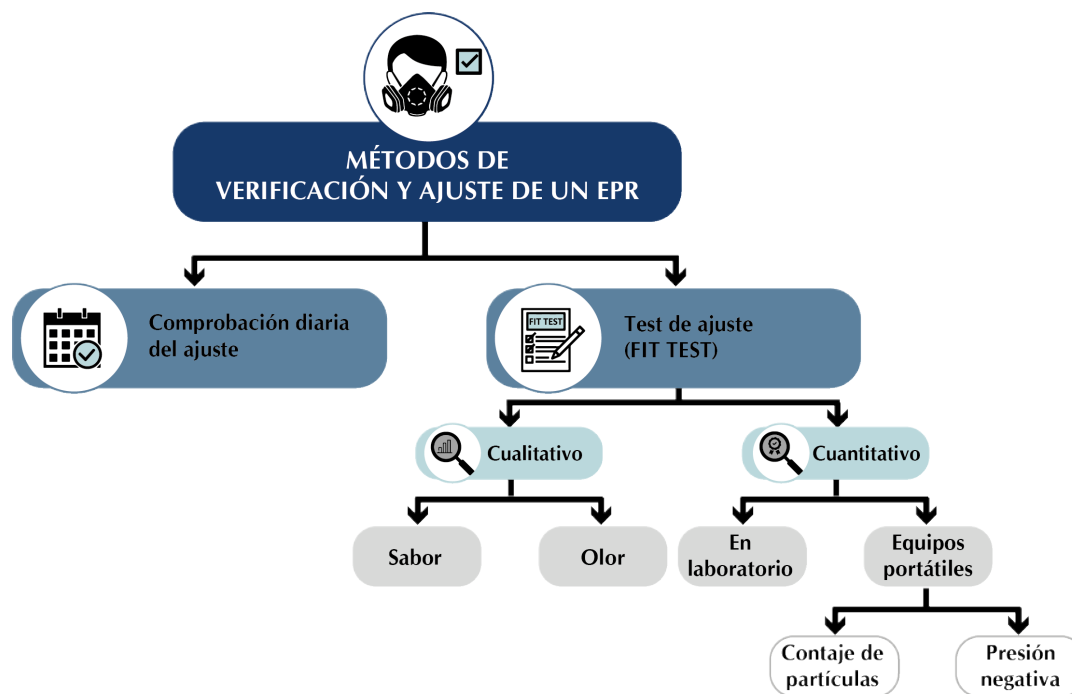 MÉTODOS DE
VERIFICACIÓN Y AJUSTE DE UN EPR
Comprobación diaria
del ajuste
FIT TEST
Test de ajuste
(FIT TEST)
Cualitativo
Cuantitativo
Sabor
Olor
En
laboratorio
Equipos
portátiles
Contaje de
partículas
Presión
negativa